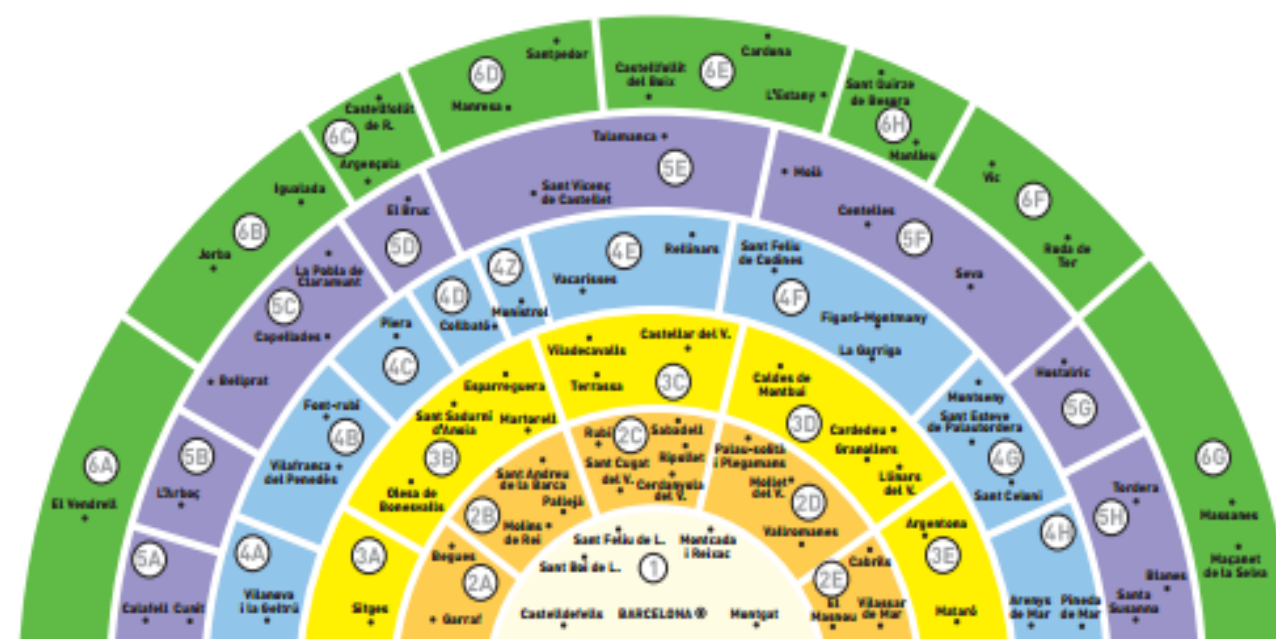 Santpedor
6D
Manresa
Cardona
Castellfollit
del Boix
6E
L'Estany
Sant Quirze
de Besora
6H
Manlleu
Castellfollit
de R.
6C
Argençola
Vic
6F
Roda de
Ter
Igualada
6B
Jorba
Talamanca
5E
Sant Vicenç
de Castellet
Moià
Centelles
5F
Seva
El Bruc
5D
La Pobla de
Claramunt
5C
Capellades
Bellprat
4Z
Monistrol
4E
Rellinars
Vacarisses
Sant Feliu
de Codines
4F
Figaró-Montmany
La Garriga
4D
Collbató
Piera
4C
Viladecavalls
Castellar del V.
Terrassa
3C
Caldes de
Montbui
3D
Cardedeu
Granollers
Llinars
del V.
Hostalric
5G
Montseny
Sant Esteve
de Palautordera
4G
Sant Celoni
Esparreguera
Sant Sadurní
d'Anoia
Martorell
3B
Olesa de
Bonesvalls
Font-rubí
4B
Vilafranca
del Penedès
Rubí
2C
Sabadell
Ripollet
Sant Cugat
del V.
Cerdanyola
del V.
Palau-solità
i Plegamans
Mollet
del V.
2D
Vallromanes
6A
El Vendrell
5B
L'Arboç
Sant Andreu
de la Barca
Pallejà
2B
Molins
de Rei
6G
Massanes
Maçanet
de la Selva
Tordera
5H
Blanes
Santa
Susanna
Argentona
3E
Mataró
4H
Arenys
de Mar
Pineda
de Mar
5A
Calafell
Cunit
4A
Vilanova
i la Geltrú
3A
Sitges
Begues
2A
Garraf
Sant Feliu de L.
Montcada
i Reixac
Sant Boi de L.
1
Castelldefels
BARCELONA
Montgat
Cabrils
2E
El
Masnou
Vilassar
de Mar